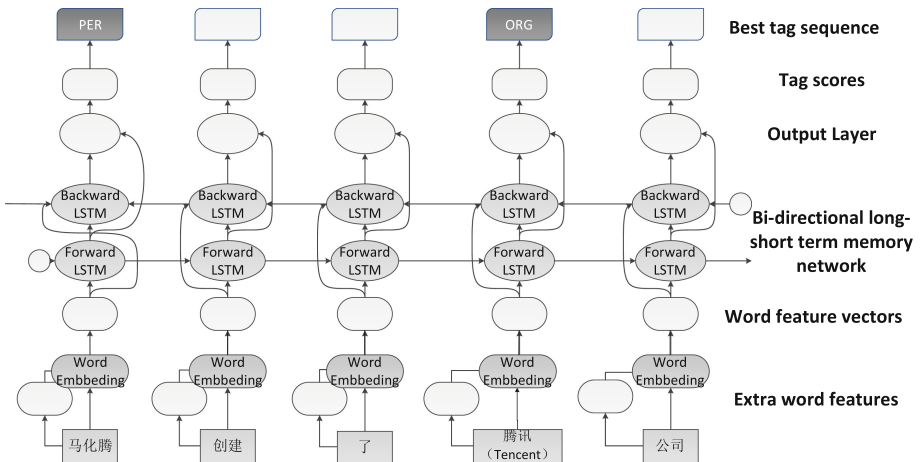 PER
ORG
Best tag sequence
Tag scores
Output Layer
Backward
LSTM
Backward
LSTM
Backward
LSTM
Backward
LSTM
Backward
LSTM
Forward
LSTM
Forward
LSTM
Forward
LSTM
Forward
LSTM
Forward
LSTM
Bi-directional long-
short term memory
network
Word feature vectors
Word
Embbeding
Word
Embbeding
Word
Embbeding
Word
Embbeding
Word
Embbeding
Extra word features
马化腾
创建
了
腾讯
（Tencent）
公司